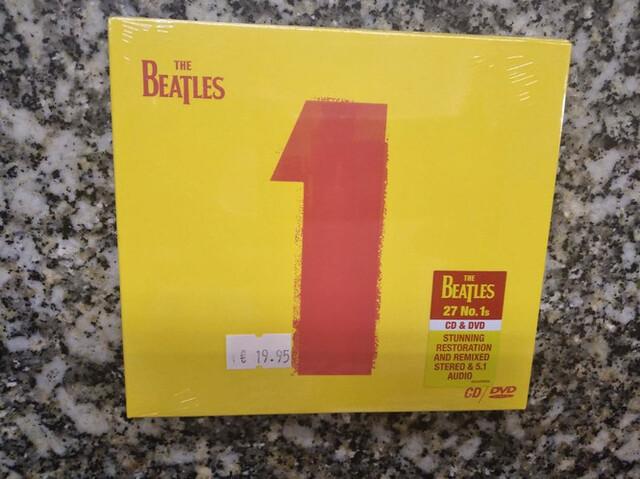 THE
BEATLES
1
€ 19.95
THE
BEATLES
27 No.1s
CD & DVD
STUNNING
RESTORATION
AND REMIXED
STEREO & 5.1
AUDIO
CD / DVD